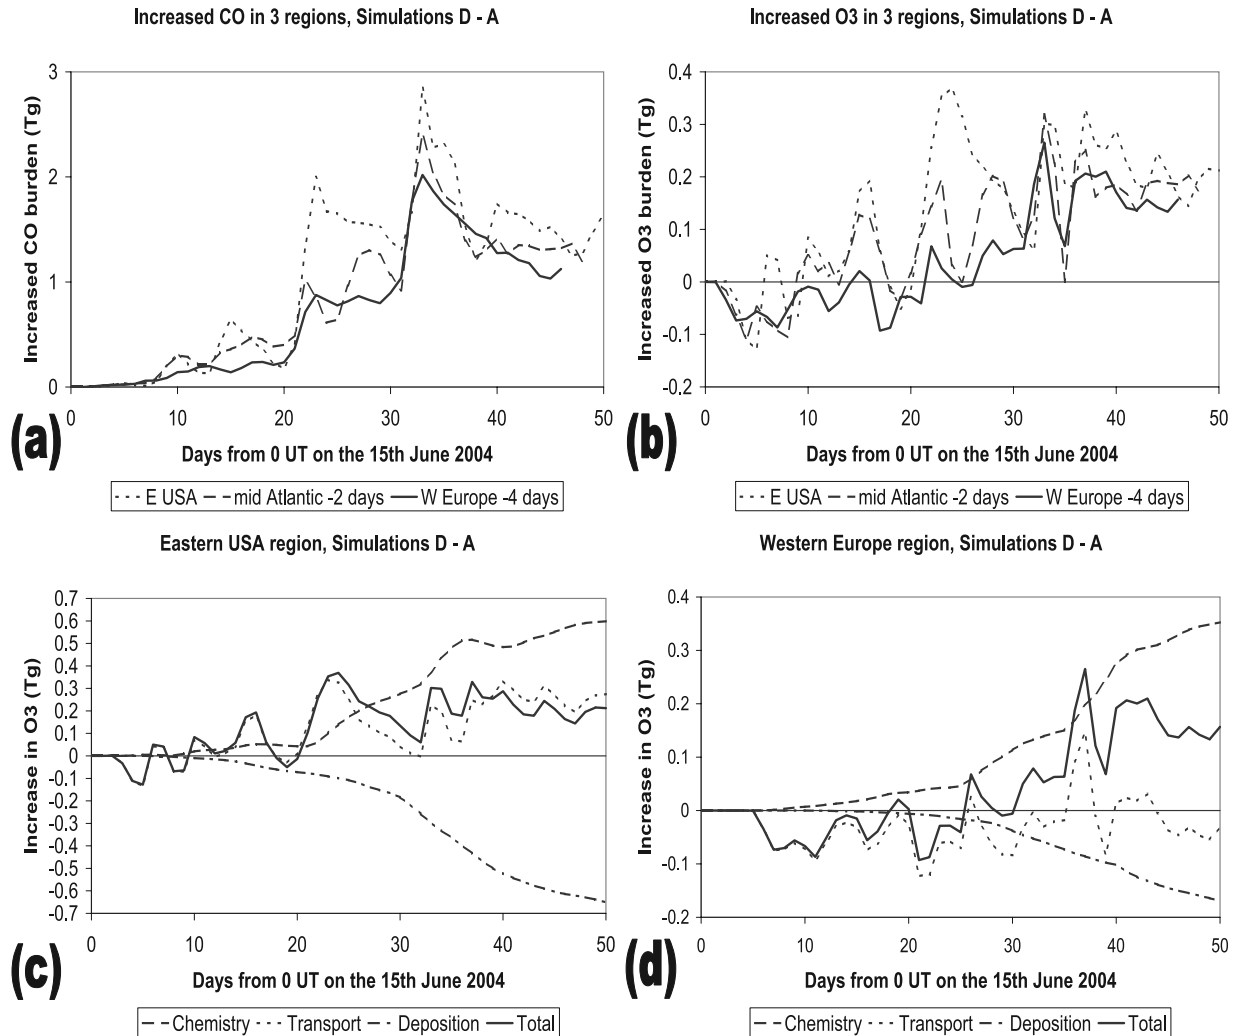 Increased CO in 3 regions, Simulations D - A
Increased CO burden (Tg)
3
2
1
0
0 10 20 30 40 50
(a)
Days from 0 UT on the 15th June 2004
E USA mid Atlantic -2 days W Europe -4 days
Increased O3 in 3 regions, Simulations D - A
Increased O3 burden (Tg)
0.4
0.3
0.2
0.1
0
-0.1
-0.2
0 10 20 30 40 50
(b)
Days from 0 UT on the 15th June 2004
E USA mid Atlantic -2 days W Europe -4 days
Eastern USA region, Simulations D - A
Increase in O3 (Tg)
0.7
0.6
0.5
0.4
0.3
0.2
0.1
0
-0.1
-0.2
-0.3
-0.4
-0.5
-0.6
-0.7
0 10 20 30 40 50
(c)
Days from 0 UT on the 15th June 2004
Chemistry Transport Deposition Total
Western Europe region, Simulations D - A
Increase in O3 (Tg)
0.4
0.3
0.2
0.1
0
-0.1
-0.2
0 10 20 30 40 50
(d)
Days from 0 UT on the 15th June 2004
Chemistry Transport Deposition Total